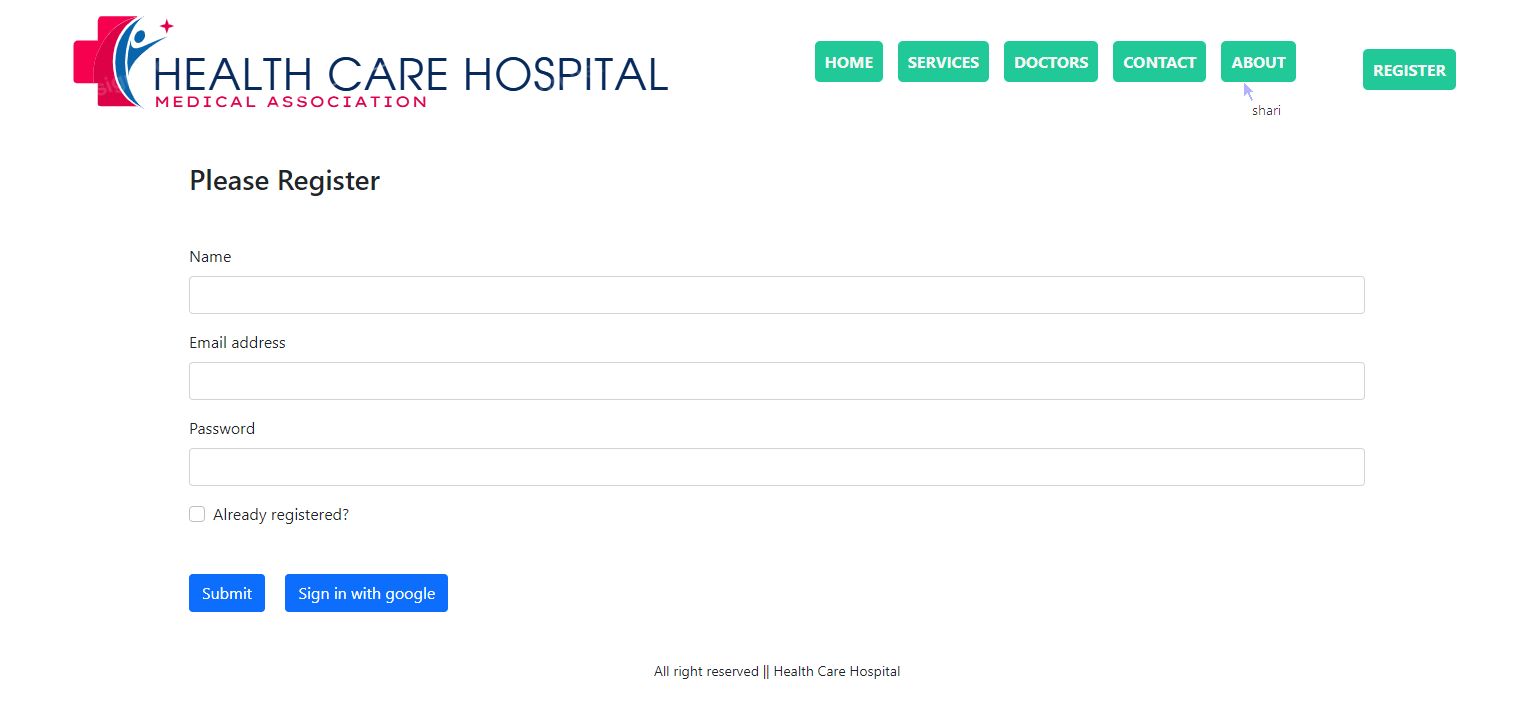 HEALTH CARE HOSPITAL
MEDICAL ASSOCIATION
HOME SERVICES DOCTORS CONTACT ABOUT REGISTER
shari
Please Register
Name
Email address
Password
Already registered?
Submit Sign in with google
All right reserved || Health Care Hospital